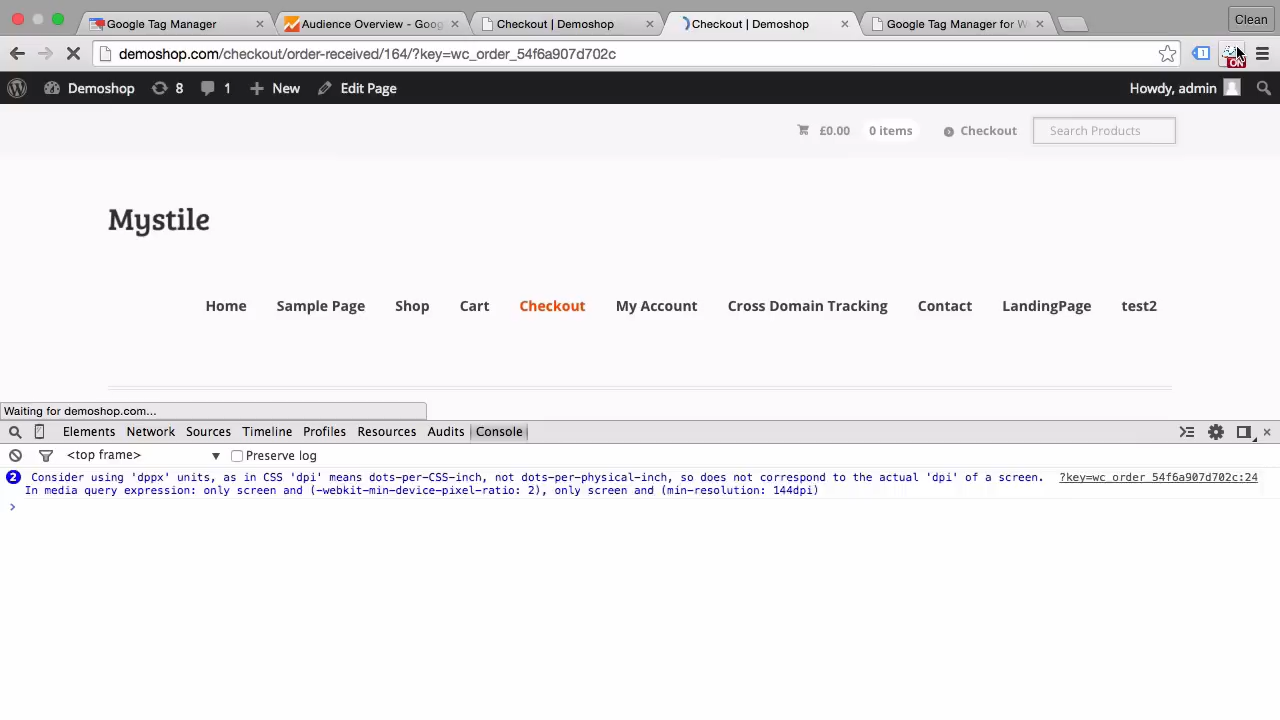 Google Tag Manager
Audience Overview - Goog
Checkout | Demoshop
Checkout | Demoshop
Google Tag Manager for W
Clean
demoshop.com/checkout/order-received/164/?key=wc_order_54f6a907d702c
1
ON
Demoshop
8
1
New
Edit Page
Howdy, admin
£0.00
0 items
Checkout
Search Products
Mystile
Home Sample Page Shop Cart Checkout My Account Cross Domain Tracking Contact LandingPage test2
Waiting for demoshop.com...
Elements Network Sources Timeline Profiles Resources Audits Console
<top frame>
Preserve log
2 Consider using 'dppx' units, as in CSS 'dpi' means dots-per-CSS-inch, not dots-per-physical-inch, so does not correspond to the actual 'dpi' of a screen. ?key=wc_order_54f6a907d702c:24
In media query expression: only screen and (-webkit-min-device-pixel-ratio: 2), only screen and (min-resolution: 144dpi)
>